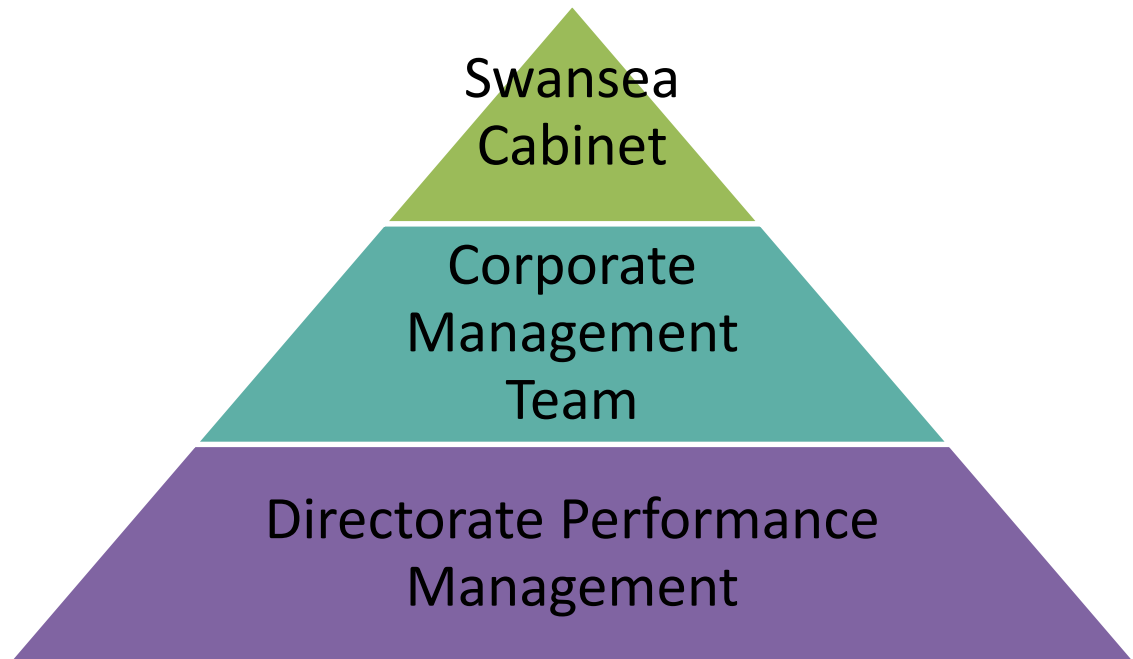 Swansea
Cabinet
Corporate
Management
Team
Directorate Performance
Management